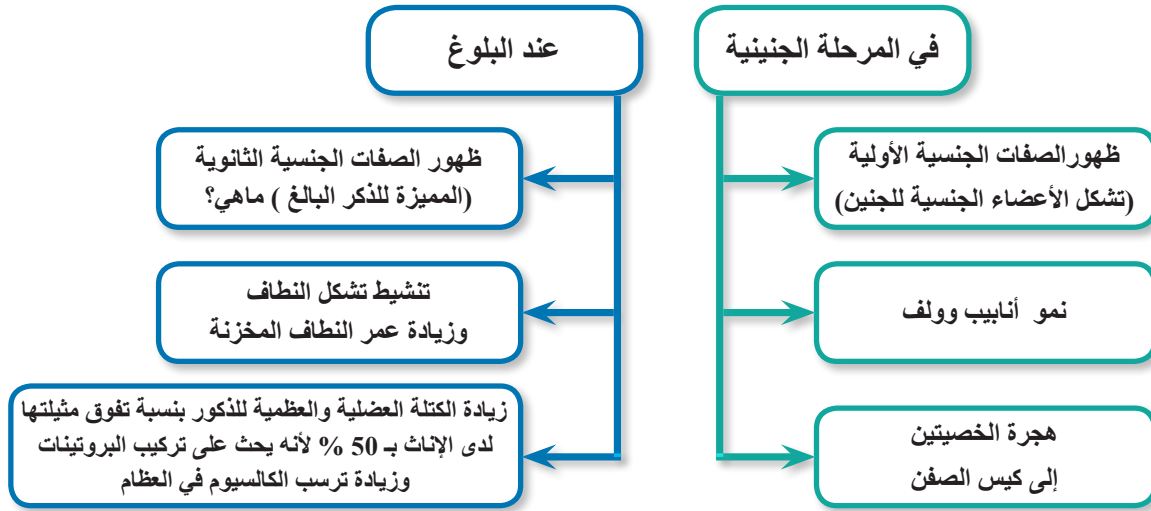 في المرحلة الجنينية
ظهورالصفات الجنسية الأولية
(تشكل الأعضاء الجنسية للجنين)
نمو أنابيب وولف
هجرة الخصيتين
إلى كيس الصفن
عند البلوغ
ظهور الصفات الجنسية الثانوية
(المميزة للذكر البالغ ) ماهي؟
تنشيط تشكل النطاف
وزيادة عمر النطاف المخزنة
زيادة الكتلة العضلية والعظمية للذكور بنسبة تفوق مثيلتها
لدى الإناث بـ 50 % لأنه يحث على تركيب البروتينات
وزيادة ترسب الكالسيوم في العظام